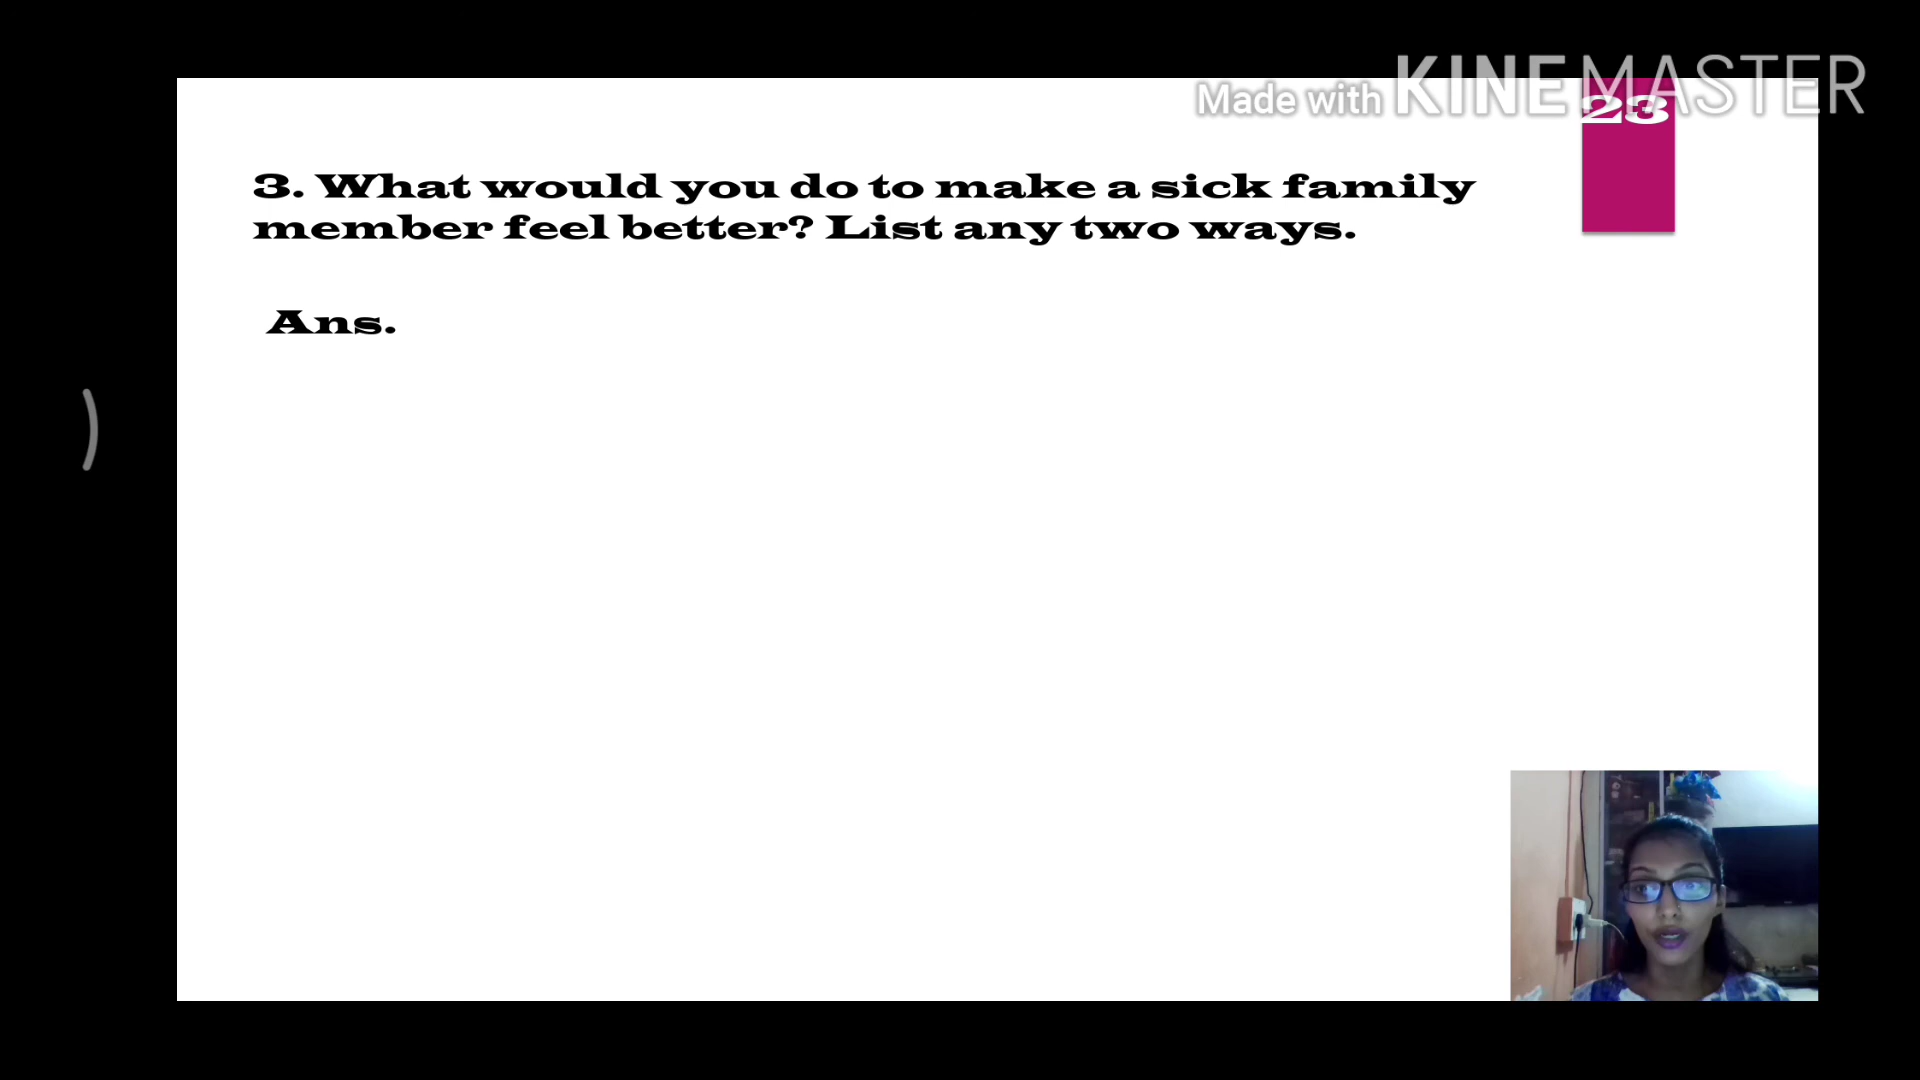 Made with KINEMASTER
23
3. What would you do to make a sick family
member feel better? List any two ways.
Ans.